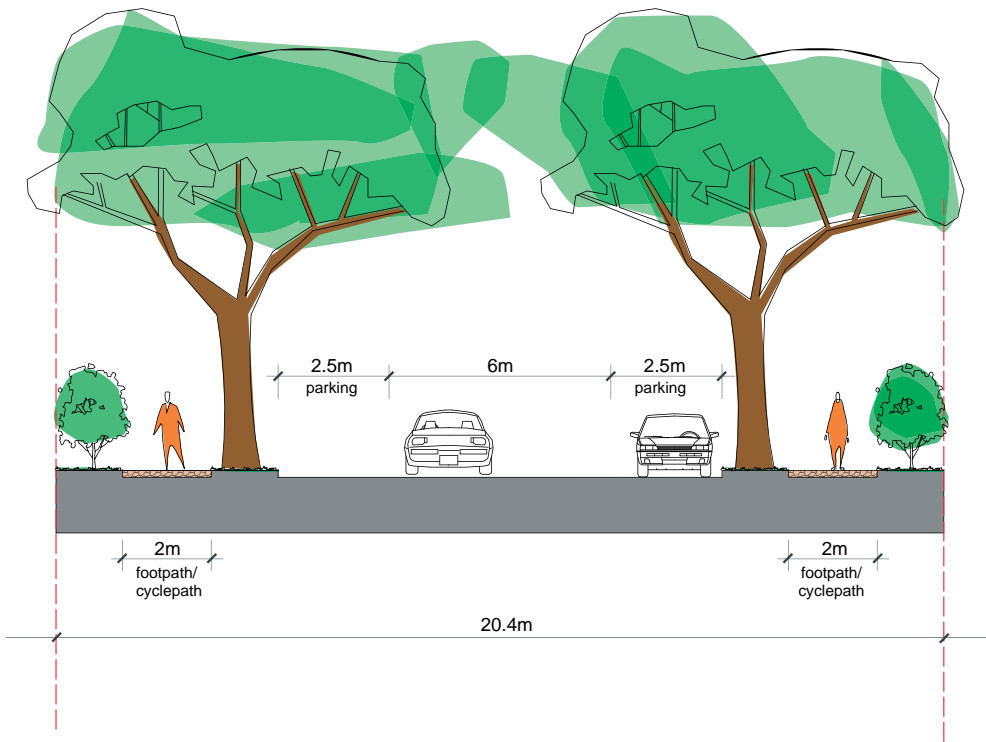 2.5m
parking
6m
2.5m
parking
2m
footpath/
cyclepath
2m
footpath/
cyclepath
20.4m